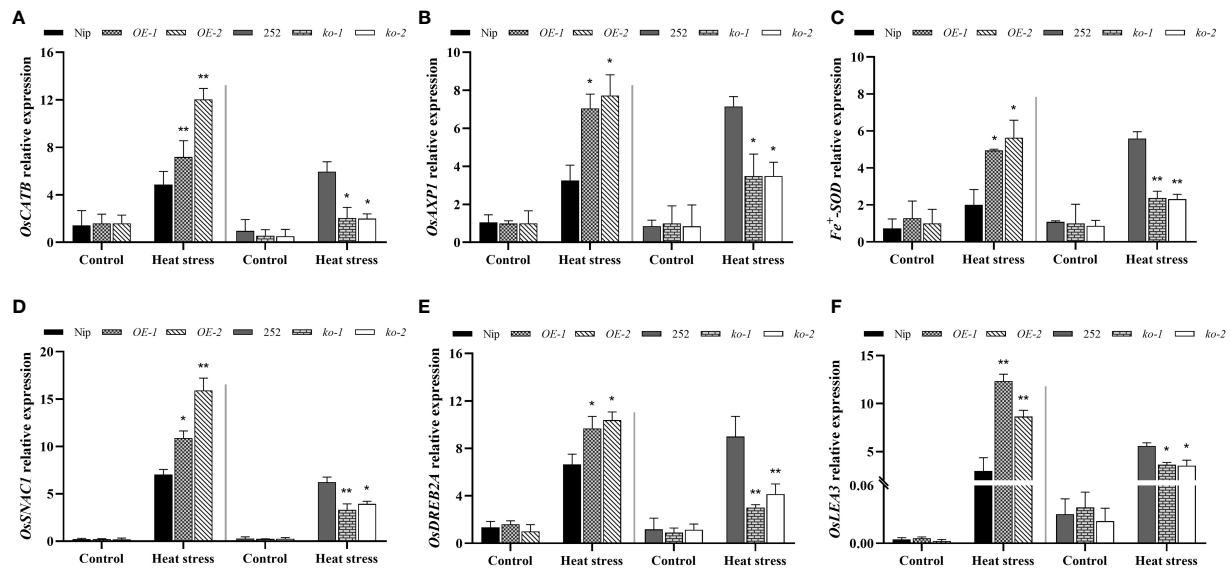 A
Nip OE-1 OE-2 252 ko-1 ko-2
OsCATB relative expression
16
12
8
4
0
** ** * *
Control Heat stress Control Heat stress
B
Nip OE-1 OE-2 252 ko-1 ko-2
OsAXP1 relative expression
10
8
6
4
2
0
* * * *
Control Heat stress Control Heat stress
C
Nip OE-1 OE-2 252 ko-1 ko-2
Fe⁺-SOD relative expression
10
8
6
4
2
0
* * ** **
Control Heat stress Control Heat stress
D
Nip OE-1 OE-2 252 ko-1 ko-2
OsSNAC1 relative expression
20
15
10
5
0
* ** ** *
Control Heat stress Control Heat stress
E
Nip OE-1 OE-2 252 ko-1 ko-2
OsDREB2A relative expression
16
12
8
4
0
* * ** **
Control Heat stress Control Heat stress
F
Nip OE-1 OE-2 252 ko-1 ko-2
OsLEA3 relative expression
15
10
5
0.06
0.00
** ** * *
Control Heat stress Control Heat stress